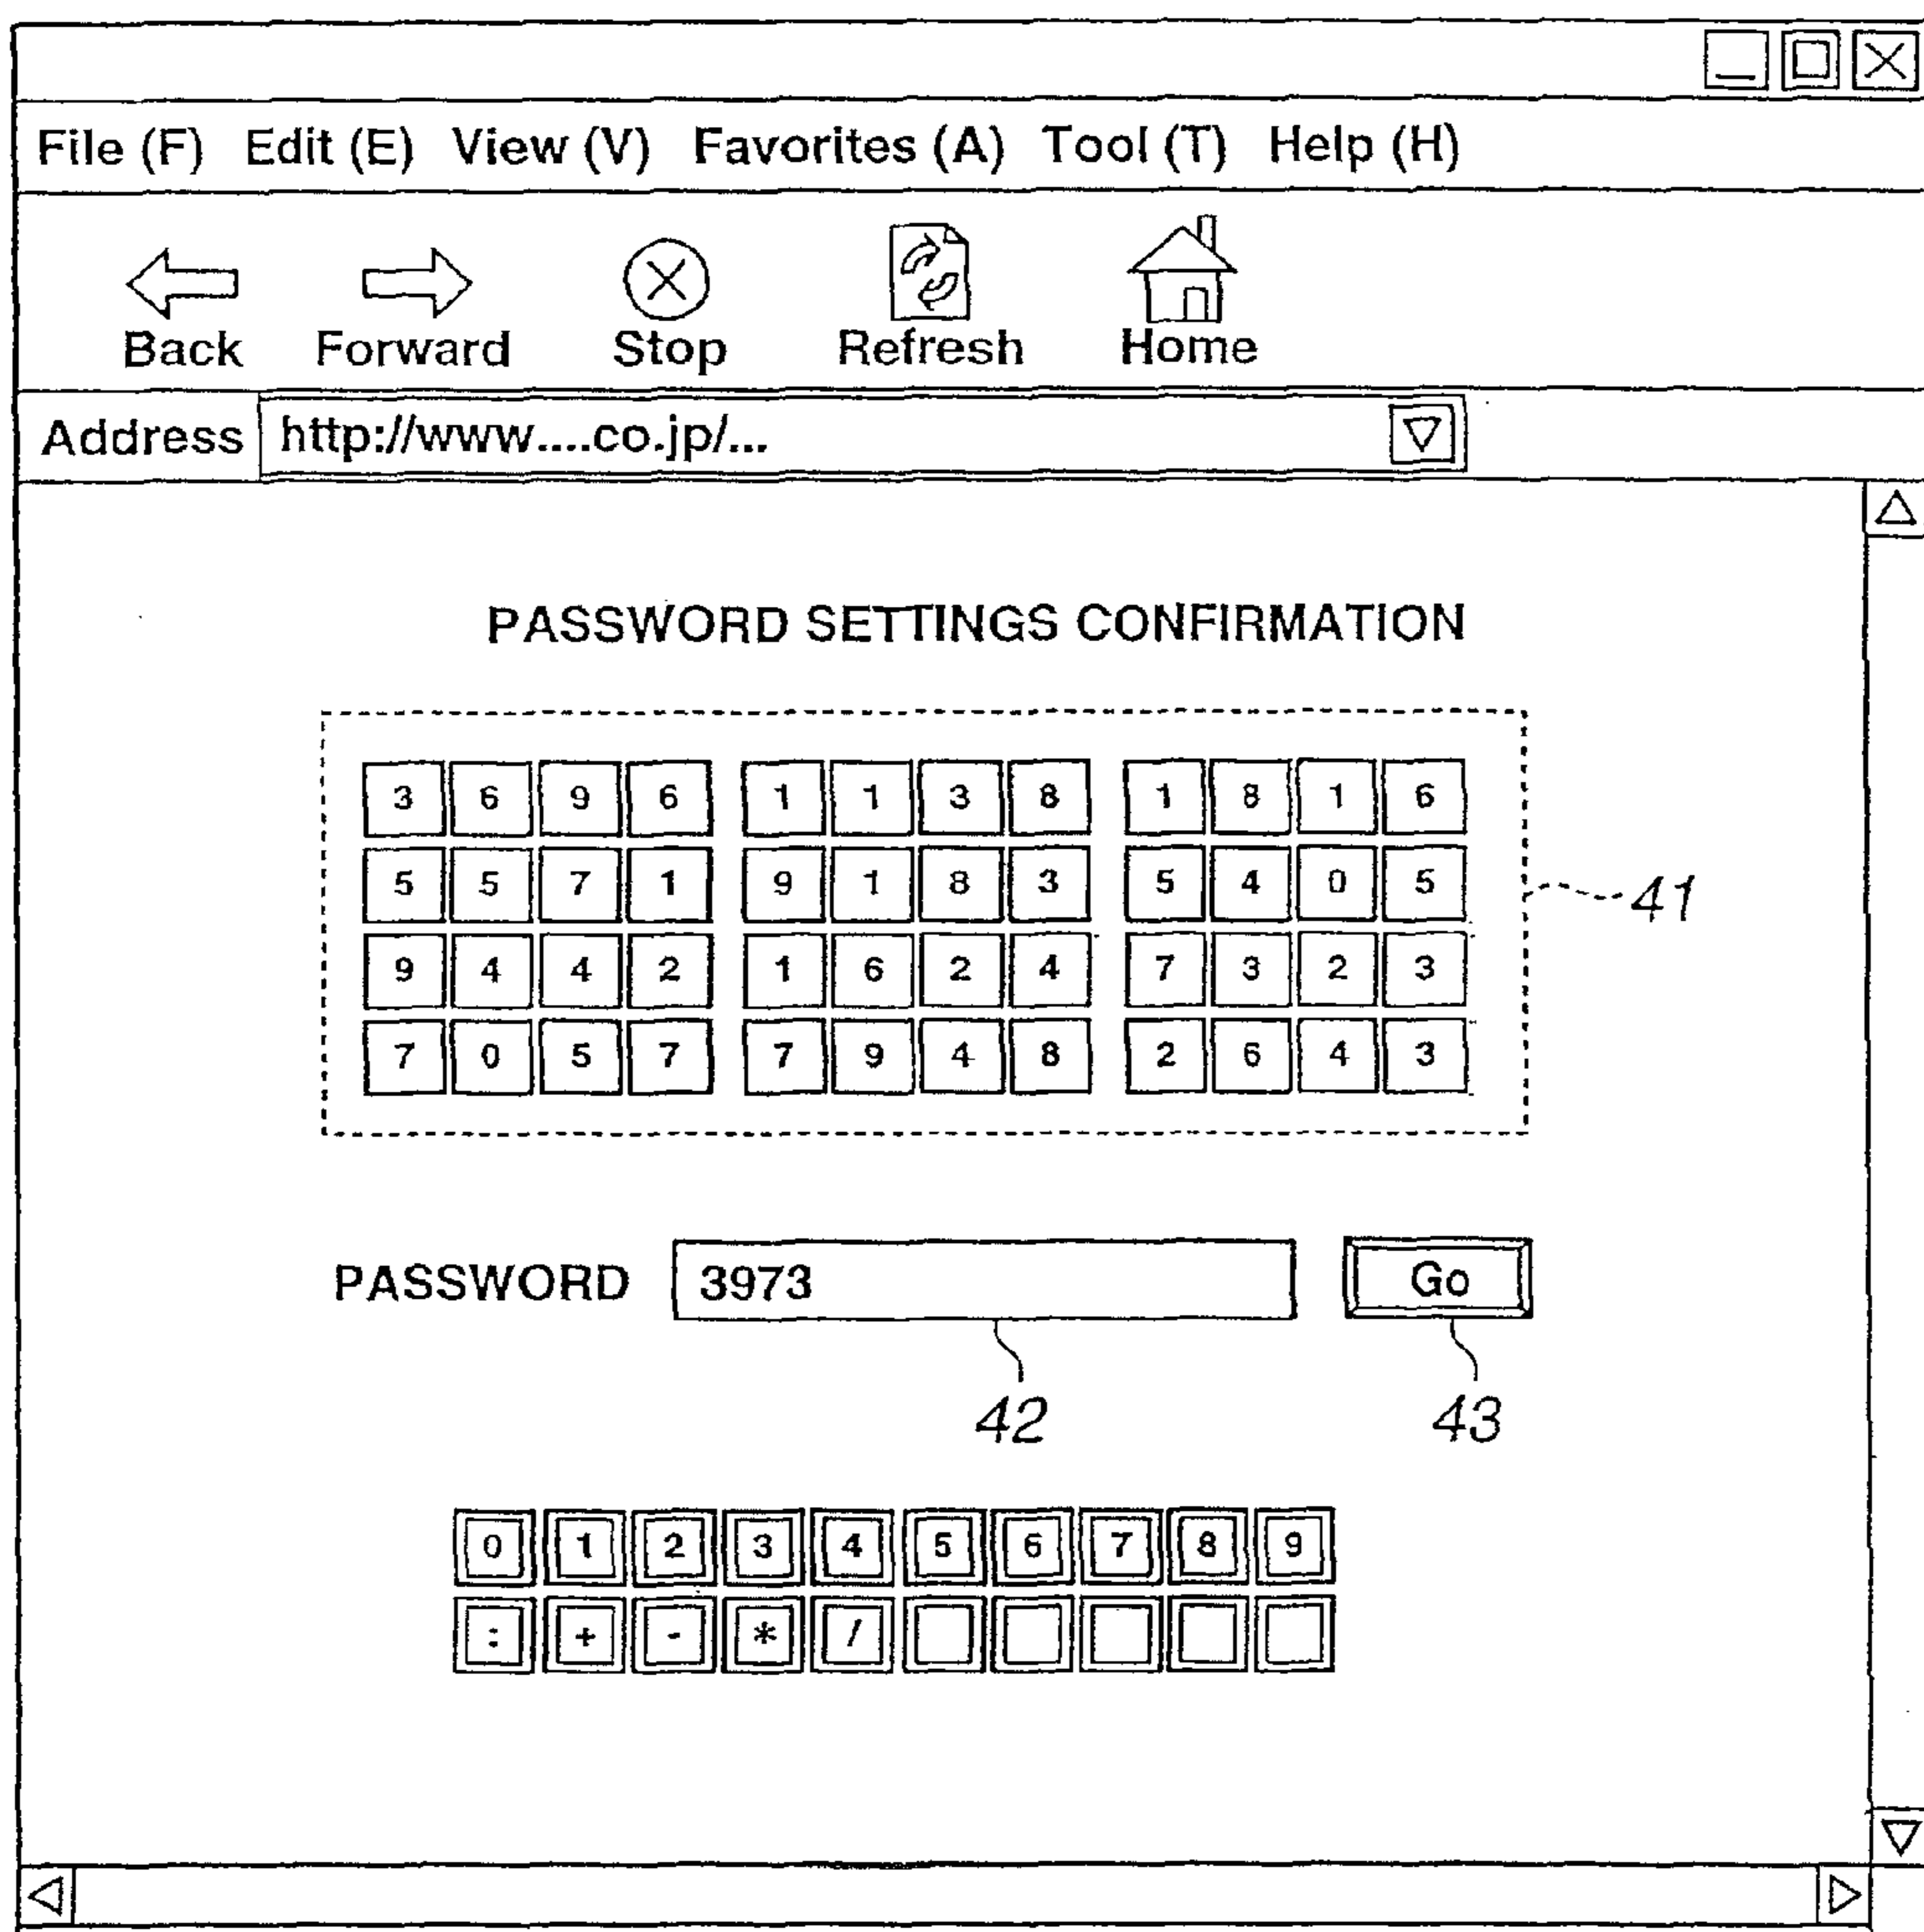 File (F) Edit (E) View (V) Favorites (A) Tool (T) Help (H)
Back Forward Stop Refresh Home
Address http://www....co.jp/...
PASSWORD SETTINGS CONFIRMATION
3 6 9 6 1 1 3 8 1 8 1 6
5 5 7 1 9 1 8 3 5 4 0 5
41
9 4 4 2 1 6 2 4 7 3 2 3
7 0 5 7 7 9 4 8 2 6 4 3
PASSWORD 3973 Go
42 43
0 1 2 3 4 5 6 7 8 9
: + - * /